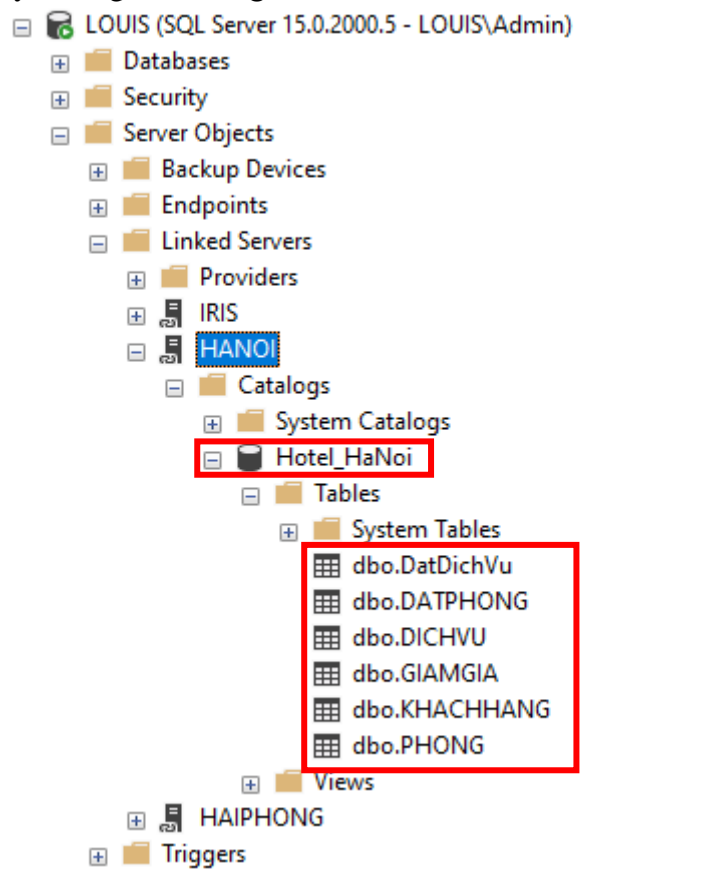 LOUIS (SQL Server 15.0.2000.5 - LOUIS\Admin)
Databases
Security
Server Objects
Backup Devices
Endpoints
Linked Servers
Providers
IRIS
HANOI
Catalogs
System Catalogs
Hotel_HaNoi
Tables
System Tables
dbo.DatDichVu
dbo.DATPHONG
dbo.DICHVU
dbo.GIAMGIA
dbo.KHACHHANG
dbo.PHONG
Views
HAIPHONG
Triggers